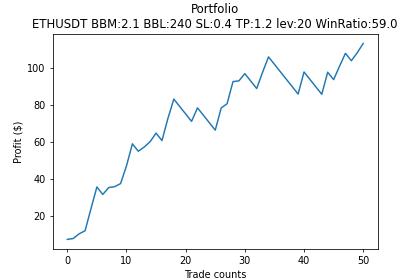 Portfolio
ETHUSDT BBM:2.1 BBL:240 SL:0.4 TP:1.2 lev:20 WinRatio:59.0
100
80
60
40
20
Profit ($)
0 10 20 30 40 50
Trade counts